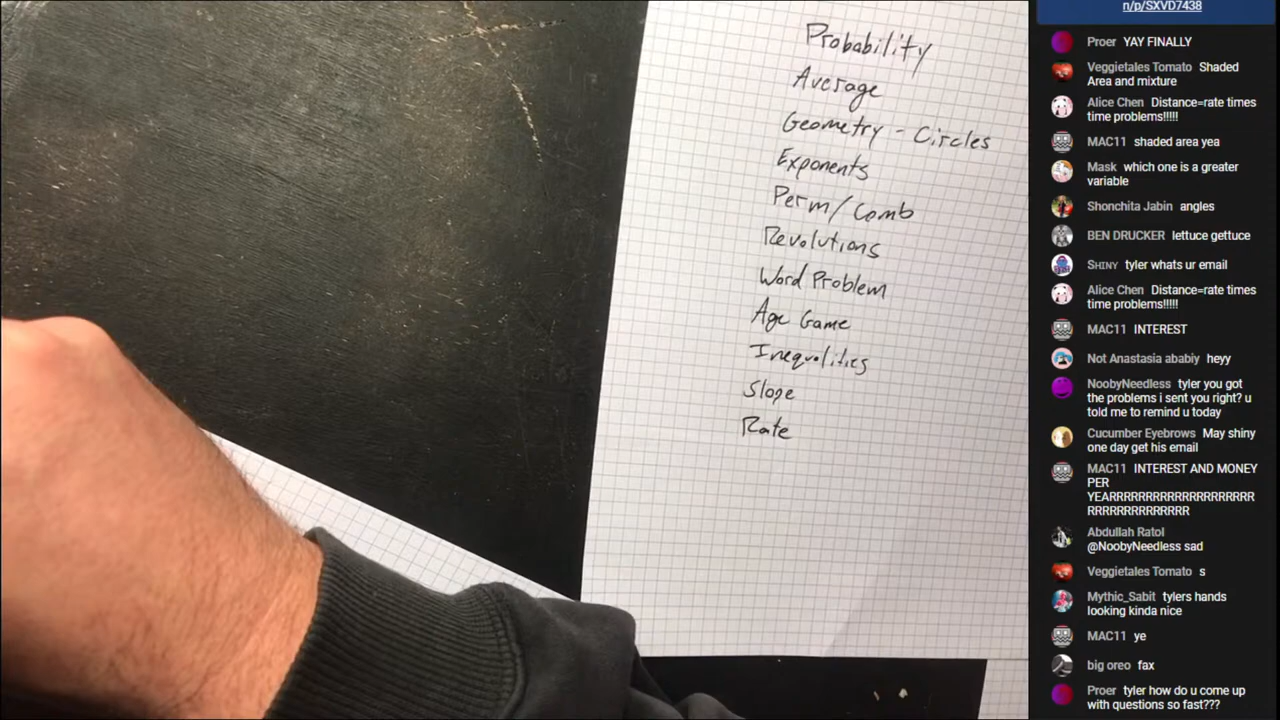 Probability
Average
Geometry - Circles
Exponents
Perm/Comb
Revolutions
Word Problem
Age Game
Inequalities
Slope
Rate
n/p/SXVD7438
Proer YAY FINALLY
Veggietales Tomato Shaded
Area and mixture
Alice Chen Distance=rate times
time problems!!!!!
MAC11 shaded area yea
Mask which one is a greater
variable
Shonchita Jabin angles
BEN DRUCKER lettuce gettuce
SHINY tyler whats ur email
Alice Chen Distance=rate times
time problems!!!!!
MAC11 INTEREST
Not Anastasia ababiy heyy
NoobyNeedless tyler you got
the problems i sent you right? u
told me to remind u today
Cucumber Eyebrows May shiny
one day get his email
MAC11 INTEREST AND MONEY
PER
YEARRRRRRRRRRRRRRRRRRRR
RRRRRRRRRRRRRR
Abdullah Ratol
@NoobyNeedless sad
Veggietales Tomato s
Mythic_Sabit tylers hands
looking kinda nice
MAC11 ye
big oreo fax
Proer tyler how do u come up
with questions so fast???